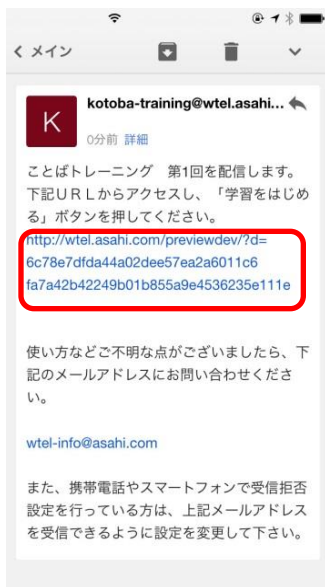 メイン
K
kotoba-training@wtel.asahi...
0分前 詳細
ことばトレーニング　第1回を配信します。
下記ＵＲＬからアクセスし、「学習をはじめ
る」ボタンを押してください。
http://wtel.asahi.com/previewdev/?d=
6c78e7dfda44a02dee57ea2a6011c6
fa7a42b42249b01b855a9e4536235e111e
使い方などご不明な点がございましたら、下
記のメールアドレスにお問い合わせくださ
い。
wtel-info@asahi.com
また、携帯電話やスマートフォンで受信拒否
設定を行っている方は、上記メールアドレス
を受信できるように設定を変更して下さい。